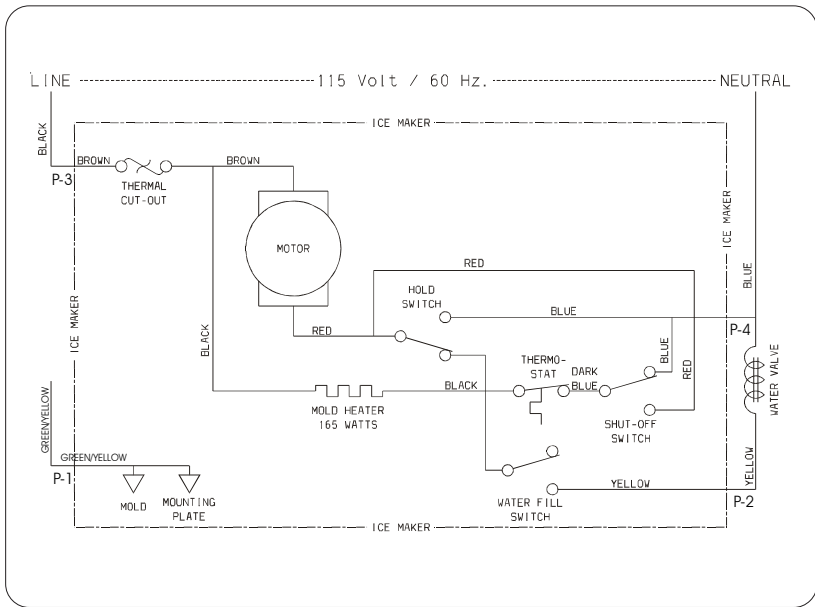 LINE 115 Volt / 60 Hz. NEUTRAL
ICE MAKER
BLACK
BROWN
BROWN
P-3
THERMAL
CUT-OUT
MOTOR
ICE MAKER
RED
HOLD
SWITCH
BLUE
BLUE
P-4
RED
ICE MAKER
BLACK
THERMO-
STAT
DARK
BLUE
BLUE
RED
WATER VALVE
BLACK
MOLD HEATER
165 WATTS
SHUT-OFF
SWITCH
GREEN/YELLOW
GREEN/YELLOW
P-1
MOLD
MOUNTING
PLATE
YELLOW
YELLOW
P-2
WATER FILL
SWITCH
ICE MAKER